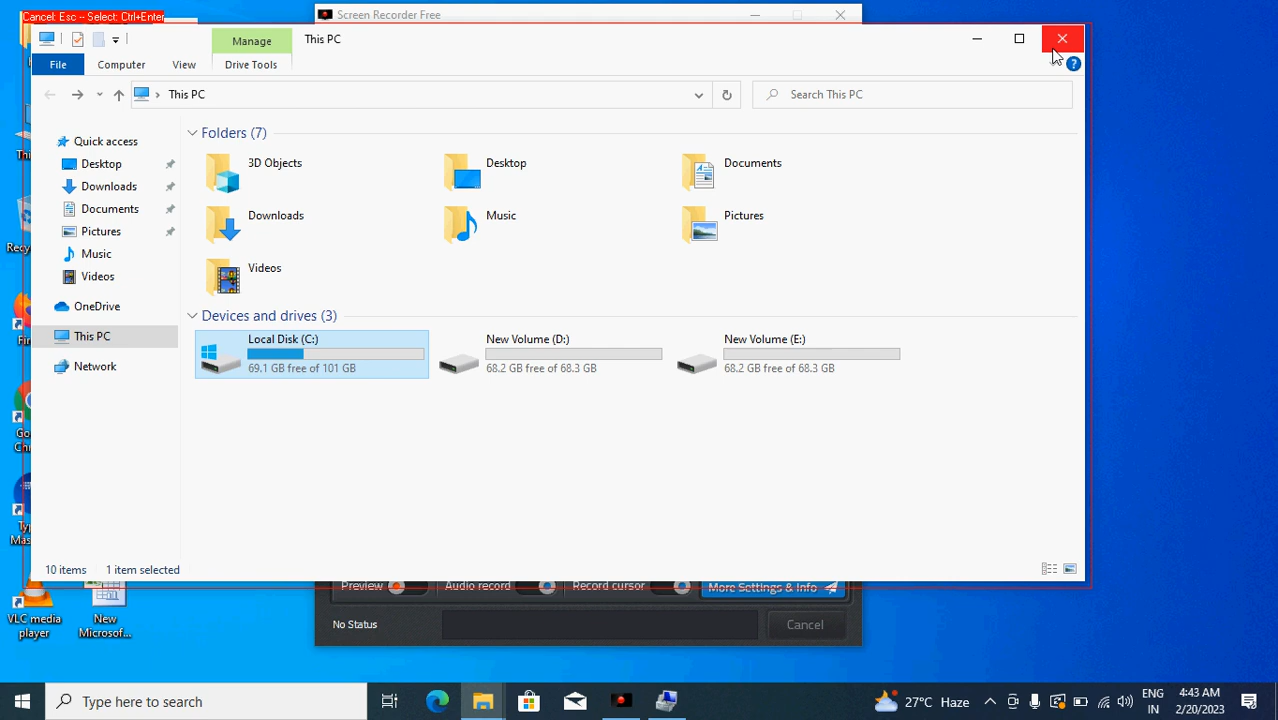 Cancel: Esc -- Select: Ctrl+Enter
Screen Recorder Free
Manage
This PC
File
Computer
View
Drive Tools
This PC
Search This PC
Quick access
Desktop
Downloads
Documents
Pictures
Music
Videos
OneDrive
This PC
Network
Folders (7)
3D Objects
Desktop
Documents
Downloads
Music
Pictures
Videos
Devices and drives (3)
Local Disk (C:)
69.1 GB free of 101 GB
New Volume (D:)
68.2 GB free of 68.3 GB
New Volume (E:)
68.2 GB free of 68.3 GB
10 items
1 item selected
Preview
Audio record
Record cursor
More Settings & Info
No Status
Cancel
VLC media
player
New
Microsof...
Type here to search
27°C Haze
ENG
IN
4:43 AM
2/20/2023